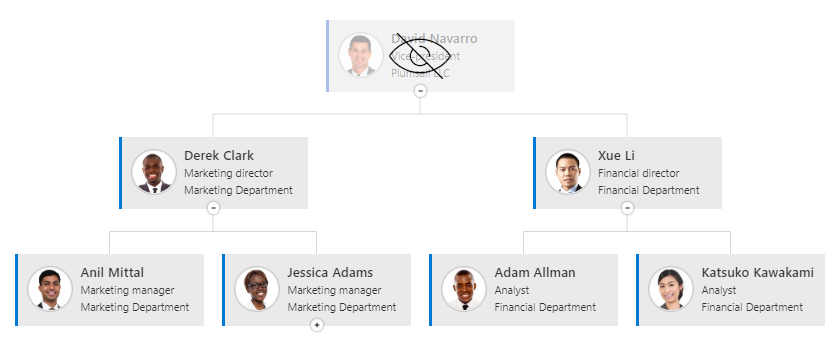 David Navarro
Vice-president
Plumsail LLC
Derek Clark
Marketing director
Marketing Department
Xue Li
Financial director
Financial Department
Anil Mittal
Marketing manager
Marketing Department
Jessica Adams
Marketing manager
Marketing Department
Adam Allman
Analyst
Financial Department
Katsuko Kawakami
Analyst
Financial Department